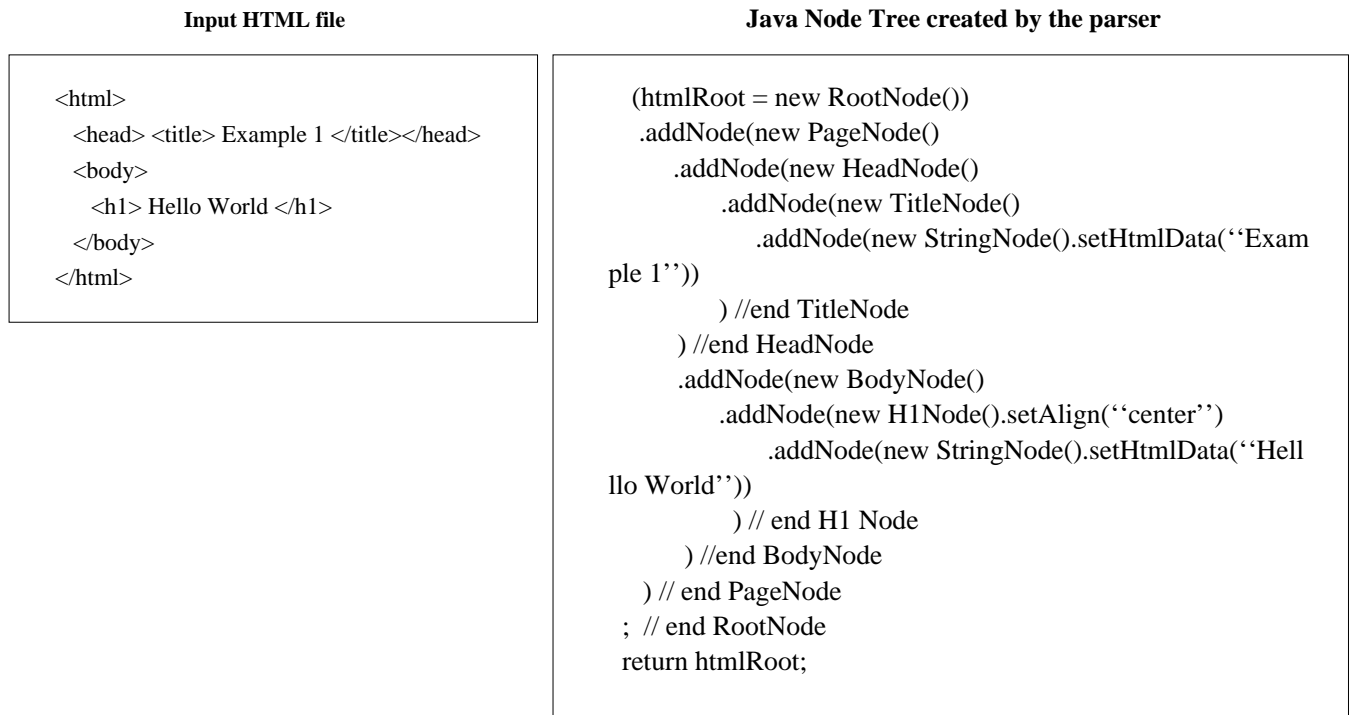 Input HTML file
<html>
<head> <title> Example 1 </title></head>
<body>
<h1> Hello World </h1>
</body>
</html>
Java Node Tree created by the parser
(htmlRoot = new RootNode())
.addNode(new PageNode()
.addNode(new HeadNode()
.addNode(new TitleNode()
.addNode(new StringNode().setHtmlData(‘‘Exam
ple 1’’))
) //end TitleNode
) //end HeadNode
.addNode(new BodyNode()
.addNode(new H1Node().setAlign(‘‘center’’)
.addNode(new StringNode().setHtmlData(‘‘Hell
llo World’’))
) // end H1 Node
) //end BodyNode
) // end PageNode
; // end RootNode
return htmlRoot;